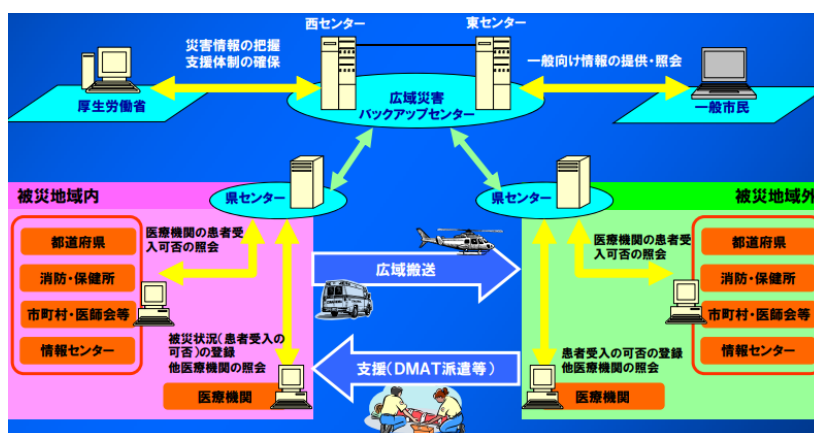 西センター
東センター
災害情報の把握
支援体制の確保
一般向け情報の提供・照会
厚生労働省
広域災害
バックアップセンター
一般市民
被災地域内
県センター
県センター
被災地域外
都道府県
消防・保健所
市町村・医師会等
情報センター
医療機関の患者受
入可否の照会
広域搬送
医療機関の患者受
入可否の照会
都道府県
消防・保健所
市町村・医師会等
情報センター
被災状況(患者受入の
可否)の登録
他医療機関の照会
支援(DMAT派遣等)
患者受入の可否の登録
他医療機関の照会
医療機関
医療機関